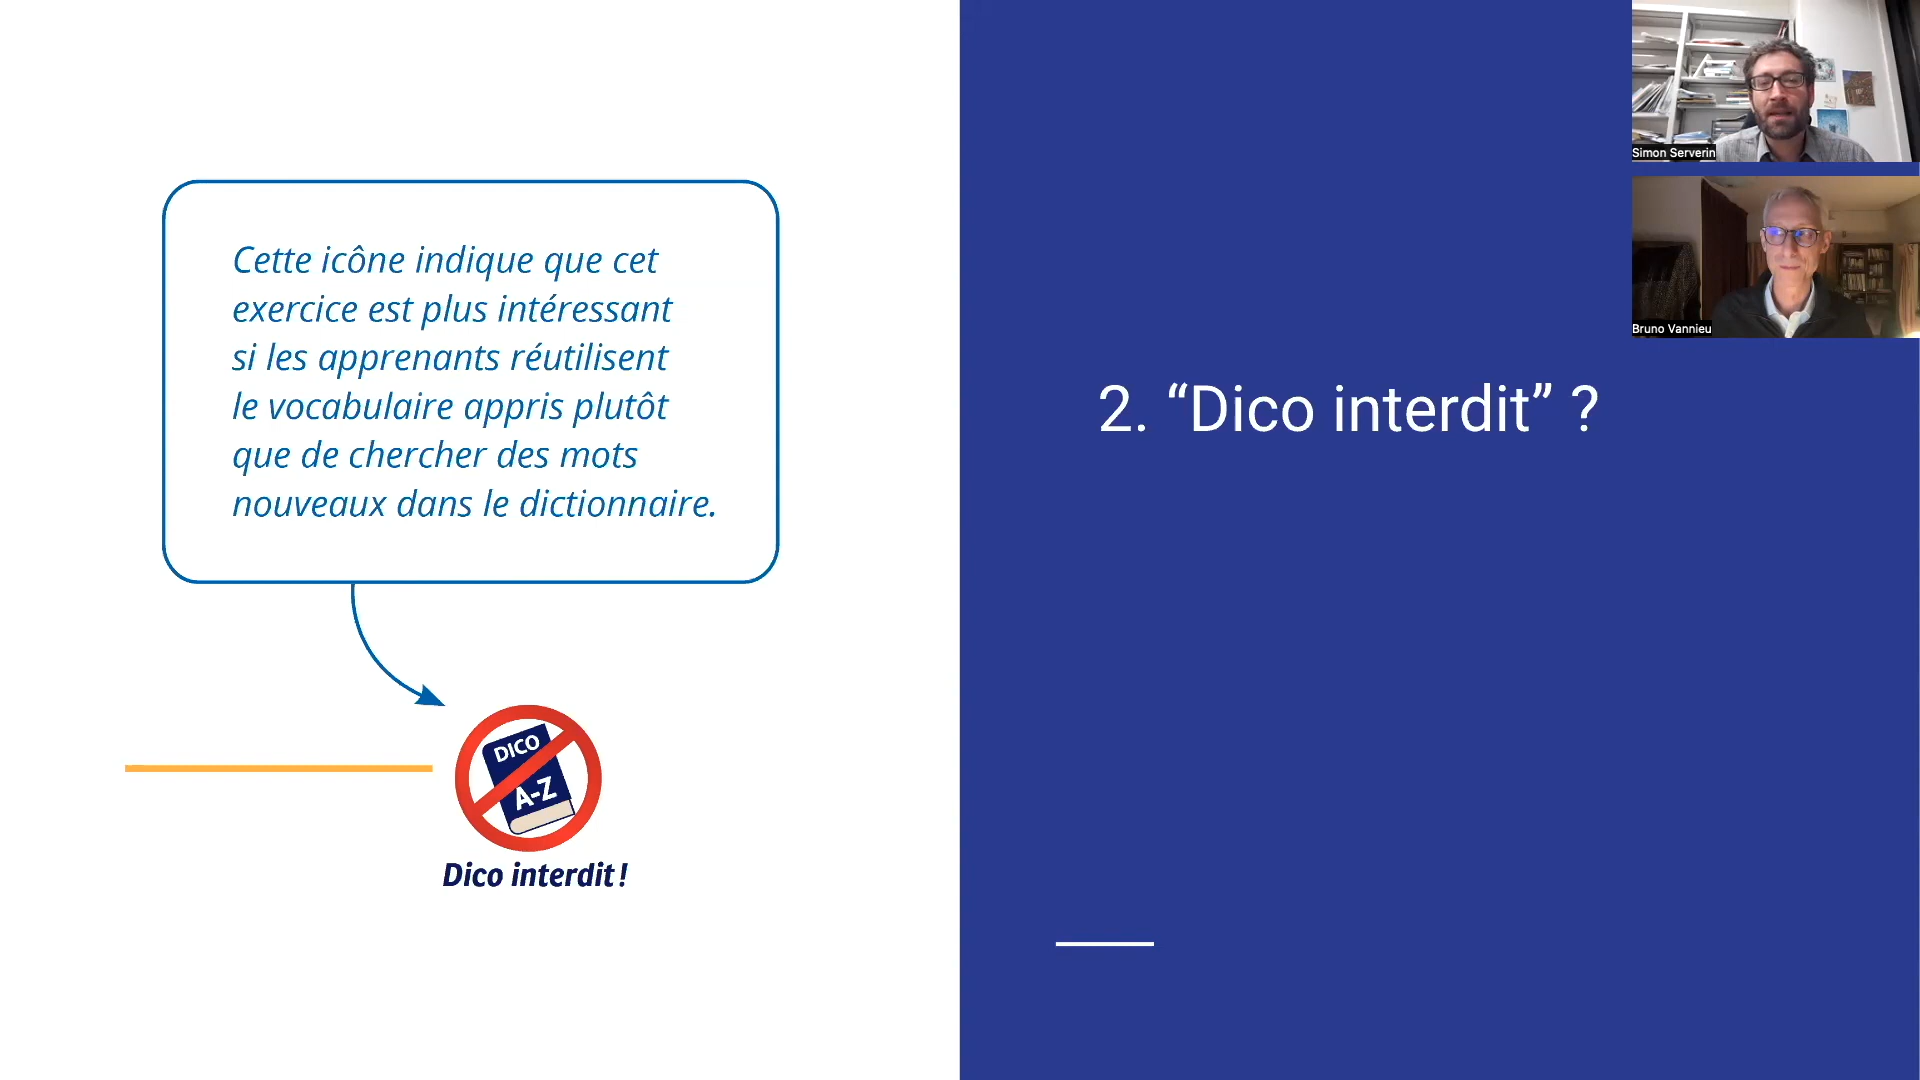 Cette icône indique que cet
exercice est plus intéressant
si les apprenants réutilisent
le vocabulaire appris plutôt
que de chercher des mots
nouveaux dans le dictionnaire.
DICO
A-Z
Dico interdit !
2. “Dico interdit” ?
Simon Serverin
Bruno Vannieu